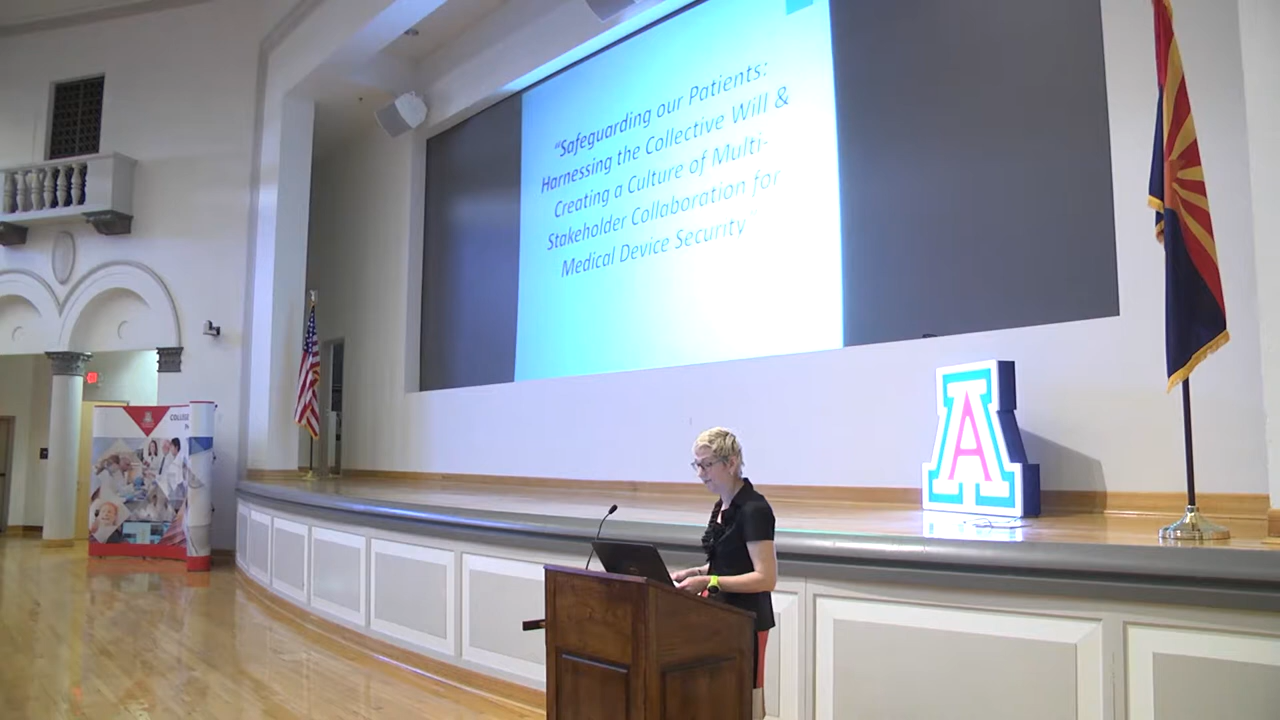 "Safeguarding our Patients:
Harnessing the Collective Will &
Creating a Culture of Multi-
Stakeholder Collaboration for
Medical Device Security"
A